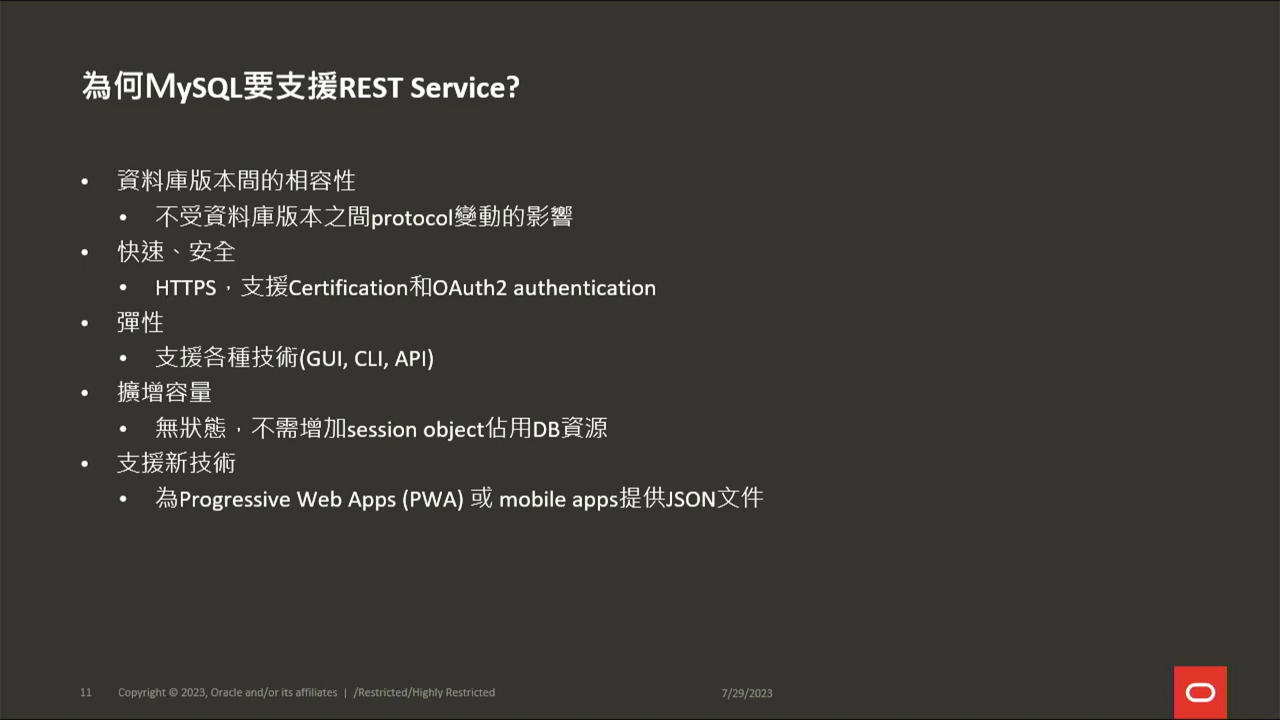 為何MySQL要支援REST Service?
• 資料庫版本間的相容性
• 不受資料庫版本之間protocol變動的影響
• 快速、安全
• HTTPS，支援Certification和OAuth2 authentication
• 彈性
• 支援各種技術(GUI, CLI, API)
• 擴增容量
• 無狀態，不需增加session object佔用DB資源
• 支援新技術
• 為Progressive Web Apps (PWA) 或 mobile apps提供JSON文件
11 Copyright © 2023, Oracle and/or its affiliates | /Restricted/Highly Restricted 7/29/2023